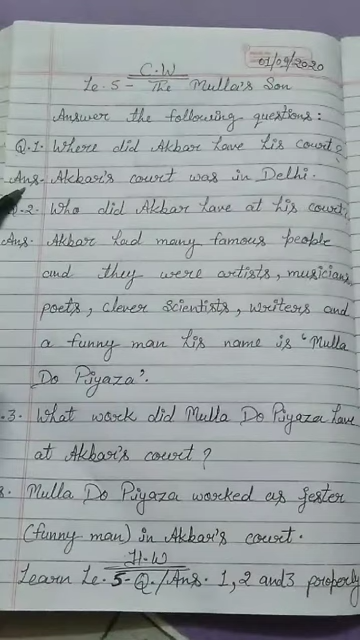 01/09/2020
C.W
Le. 5 - The Mulla's Son
Answer the following questions:
Q.1. Where did Akbar have his court?
Ans- Akbar's court was in Delhi.
.2. Who did Akbar have at his court
Ans. Akbar had many famous people
and they were artists, musicians,
poets, clever scientists, writers and
a funny man his name is 'Mulla
Do Piyaza'.
.3. What work did Mulla Do Piyaza have
at Akbar's court?
s. Mulla Do Piyaza worked as Jester
(funny man) in Akbar's court.
H.W
Learn Le. 5-Q./Ans. 1, 2 and 3 properly